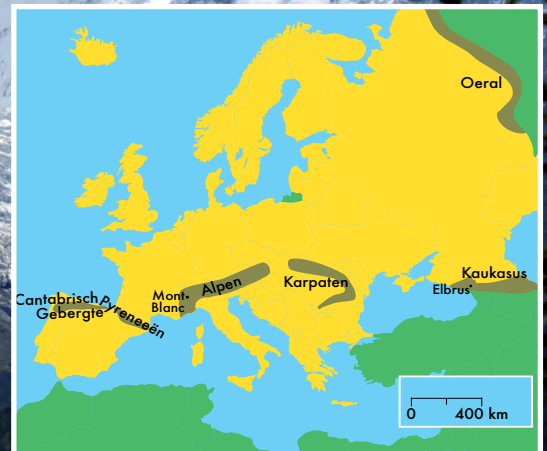 Oeral
Kaukasus
Elbrus
Karpaten
Alpen
Mont-
Blanc
Cantabrisch
Gebergte
Pyreneeën
0 400 km